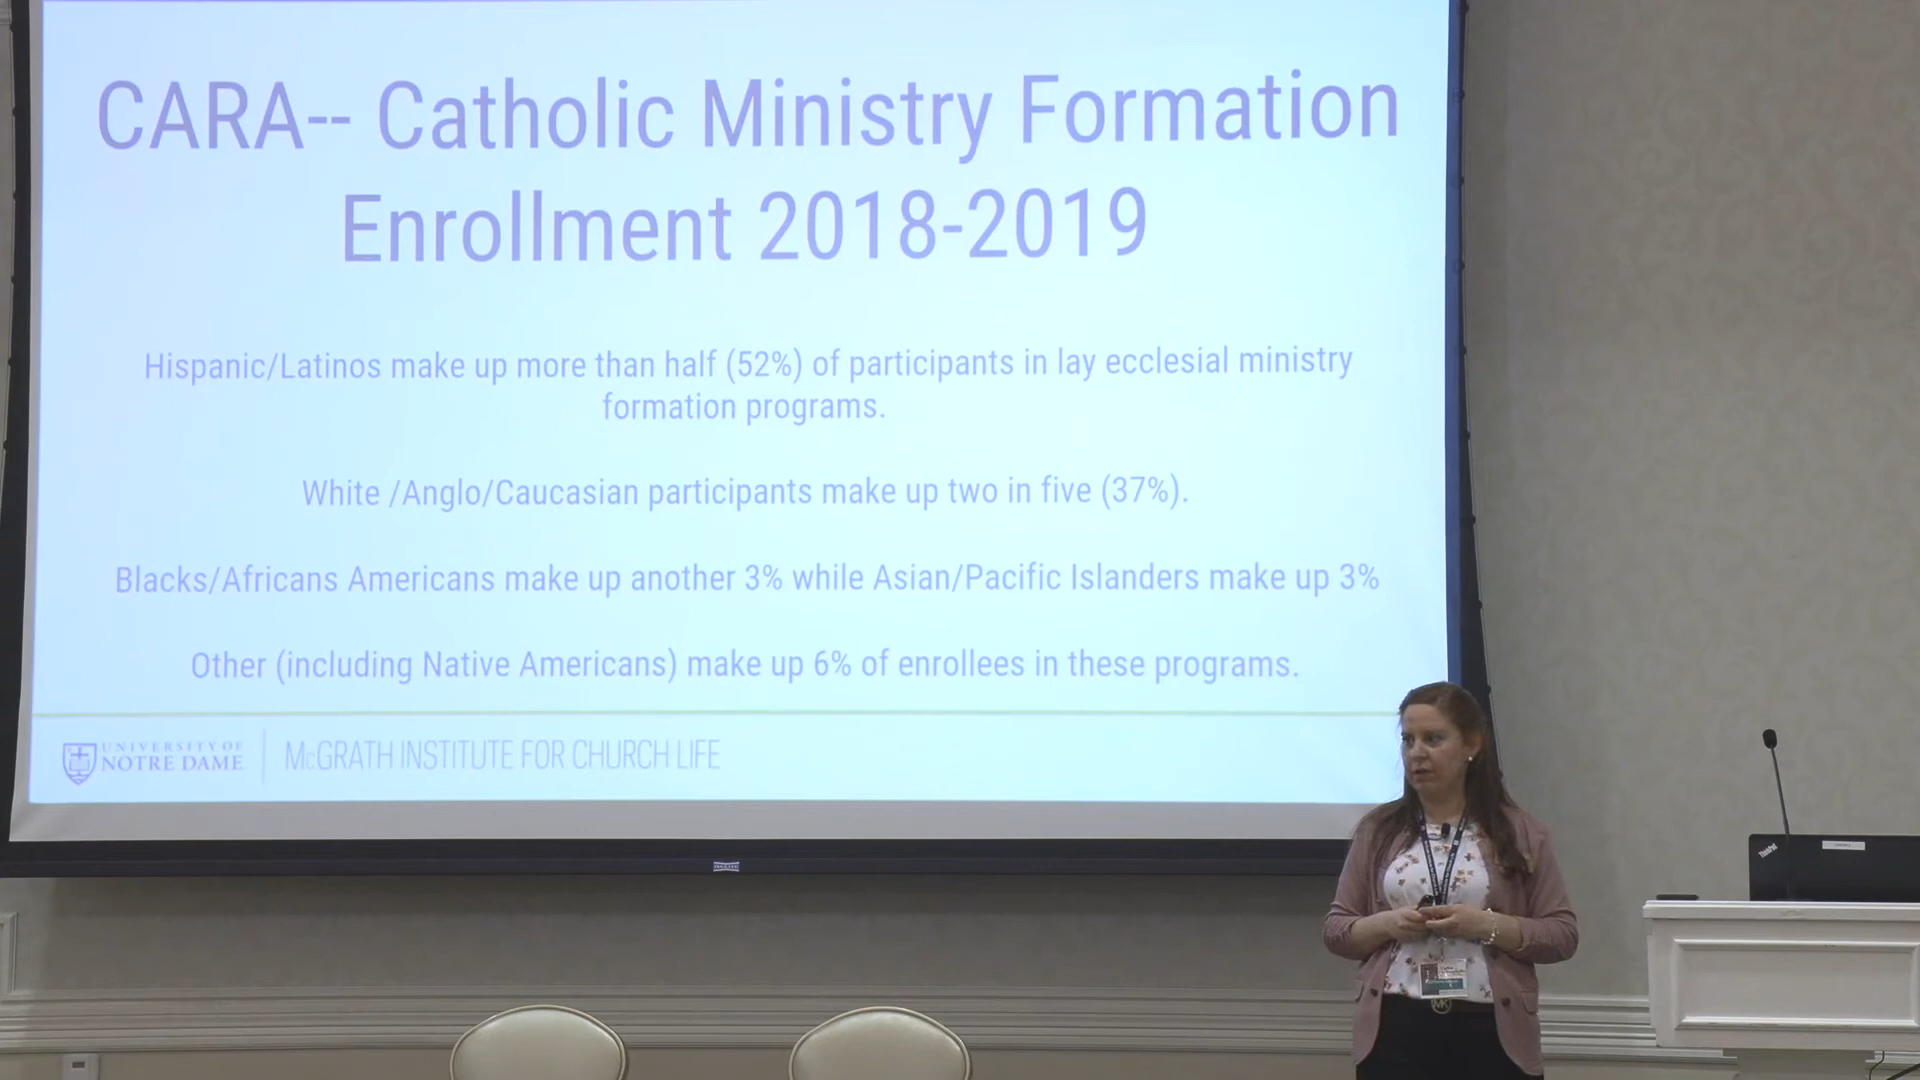 CARA-- Catholic Ministry Formation
Enrollment 2018-2019
Hispanic/Latinos make up more than half (52%) of participants in lay ecclesial ministry
formation programs.
White /Anglo/Caucasian participants make up two in five (37%).
Blacks/Africans Americans make up another 3% while Asian/Pacific Islanders make up 3%
Other (including Native Americans) make up 6% of enrollees in these programs.
UNIVERSITY OF
NOTRE DAME
McGRATH INSTITUTE FOR CHURCH LIFE
ThinkPad
MK